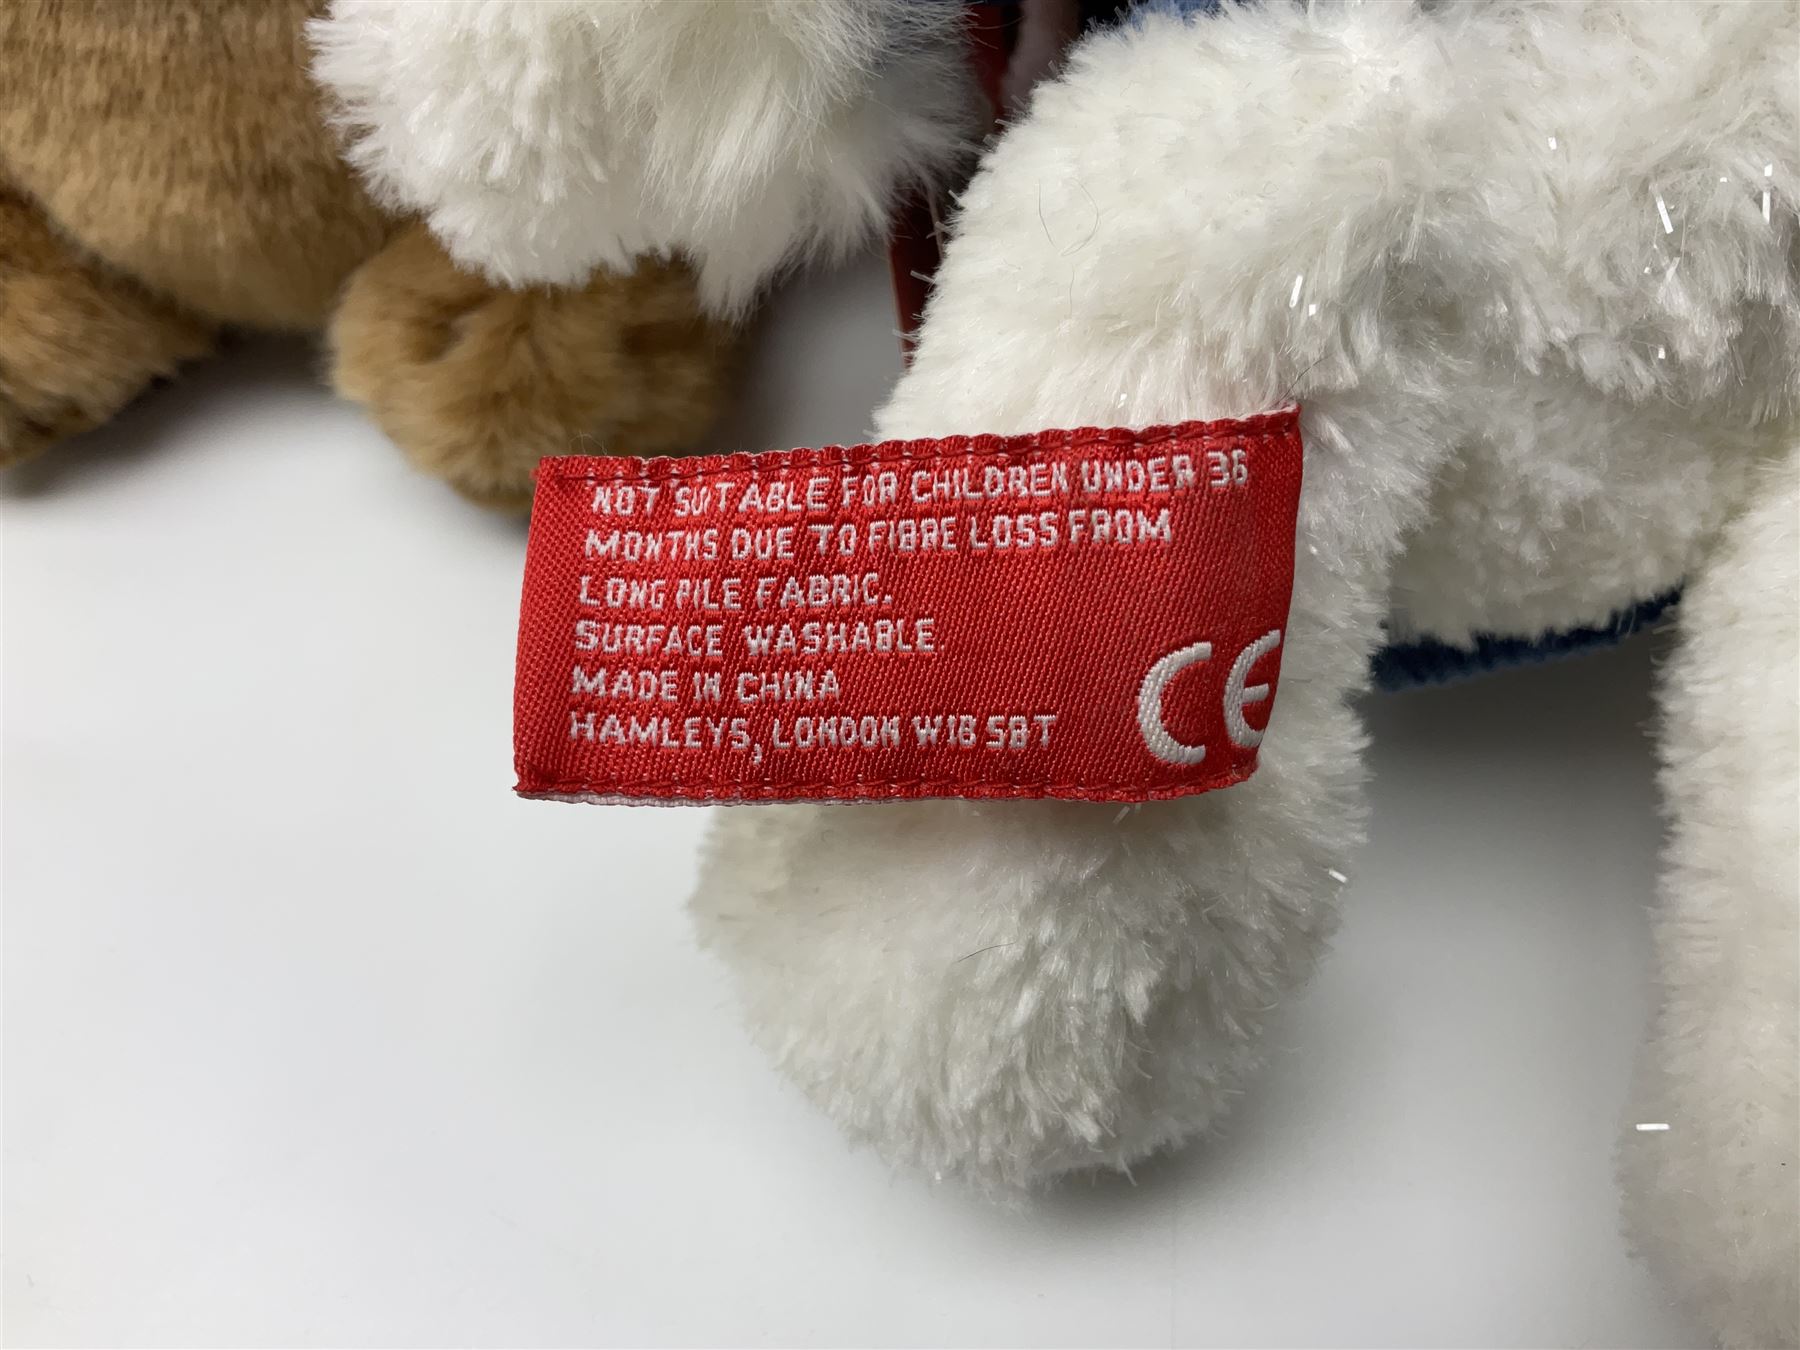 NOT SUITABLE FOR CHILDREN UNDER 36
MONTHS DUE TO FIBRE LOSS FROM
LONG PILE FABRIC.
SURFACE WASHABLE
MADE IN CHINA
HAMLEYS, LONDON W1B 5BT
CE